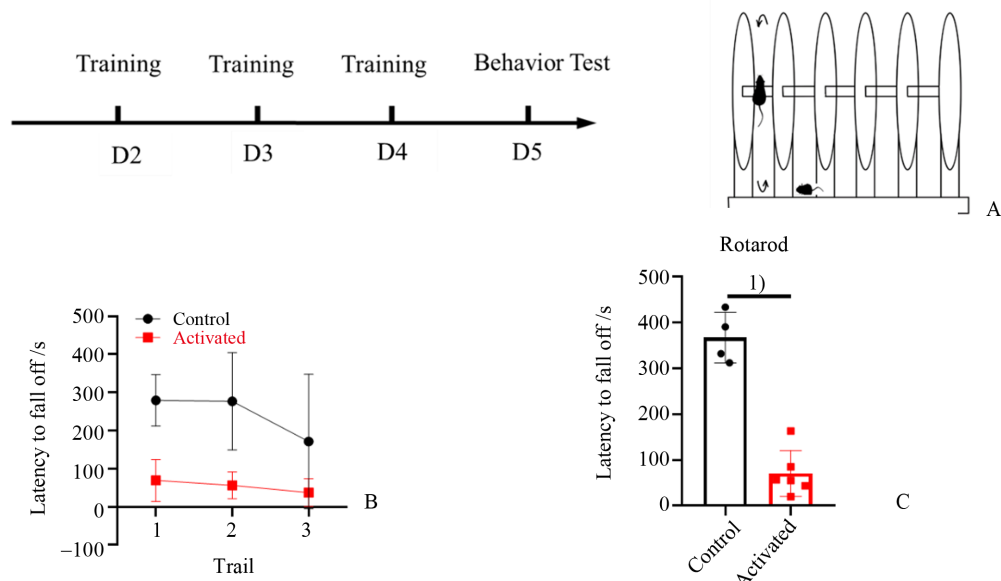 Training Training Training Behavior Test
D2 D3 D4 D5
A
Rotarod
500
400
300
200
100
0
−100
Latency to fall off /s
Control
Activated
1 2 3
Trail
B
500
400
300
200
100
0
Latency to fall off /s
1)
Control
Activated
C